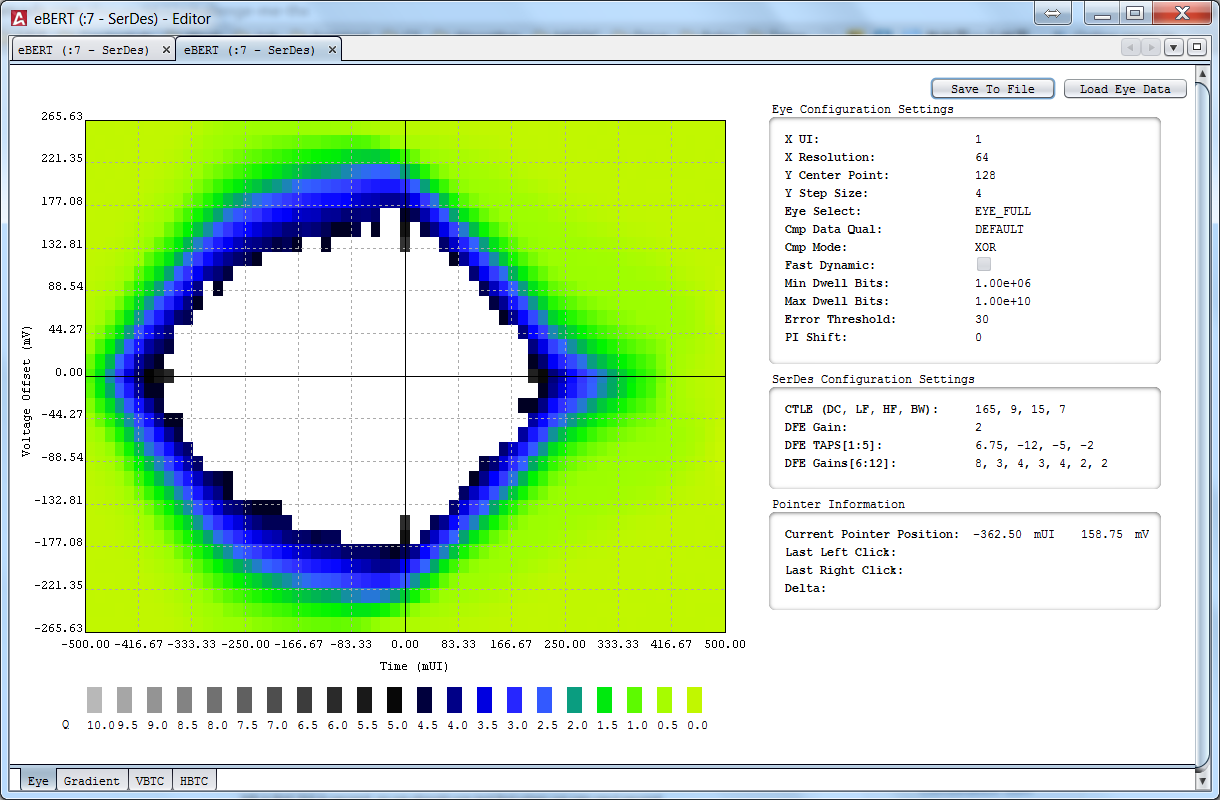 eBERT (:7 - SerDes) - Editor
eBERT (:7 - SerDes) eBERT (:7 - SerDes)
Save To File Load Eye Data
Eye Configuration Settings
X UI: 1
X Resolution: 64
Y Center Point: 128
Y Step Size: 4
Eye Select: EYE_FULL
Cmp Data Qual: DEFAULT
Cmp Mode: XOR
Fast Dynamic:
Min Dwell Bits: 1.00e+06
Max Dwell Bits: 1.00e+10
Error Threshold: 30
PI Shift: 0
SerDes Configuration Settings
CTLE (DC, LF, HF, BW): 165, 9, 15, 7
DFE Gain: 2
DFE TAPS[1:5]: 6.75, -12, -5, -2
DFE Gains[6:12]: 8, 3, 4, 3, 4, 2, 2
Pointer Information
Current Pointer Position: -362.50 mUI 158.75 mV
Last Left Click:
Last Right Click:
Delta:
Voltage Offset (mV)
265.63
221.35
177.08
132.81
88.54
44.27
0.00
-44.27
-88.54
-132.81
-177.08
-221.35
-265.63
-500.00 -416.67 -333.33 -250.00 -166.67 -83.33 0.00 83.33 166.67 250.00 333.33 416.67 500.00
Time (mUI)
Q 10.0 9.5 9.0 8.5 8.0 7.5 7.0 6.5 6.0 5.5 5.0 4.5 4.0 3.5 3.0 2.5 2.0 1.5 1.0 0.5 0.0
Eye Gradient VBTC HBTC